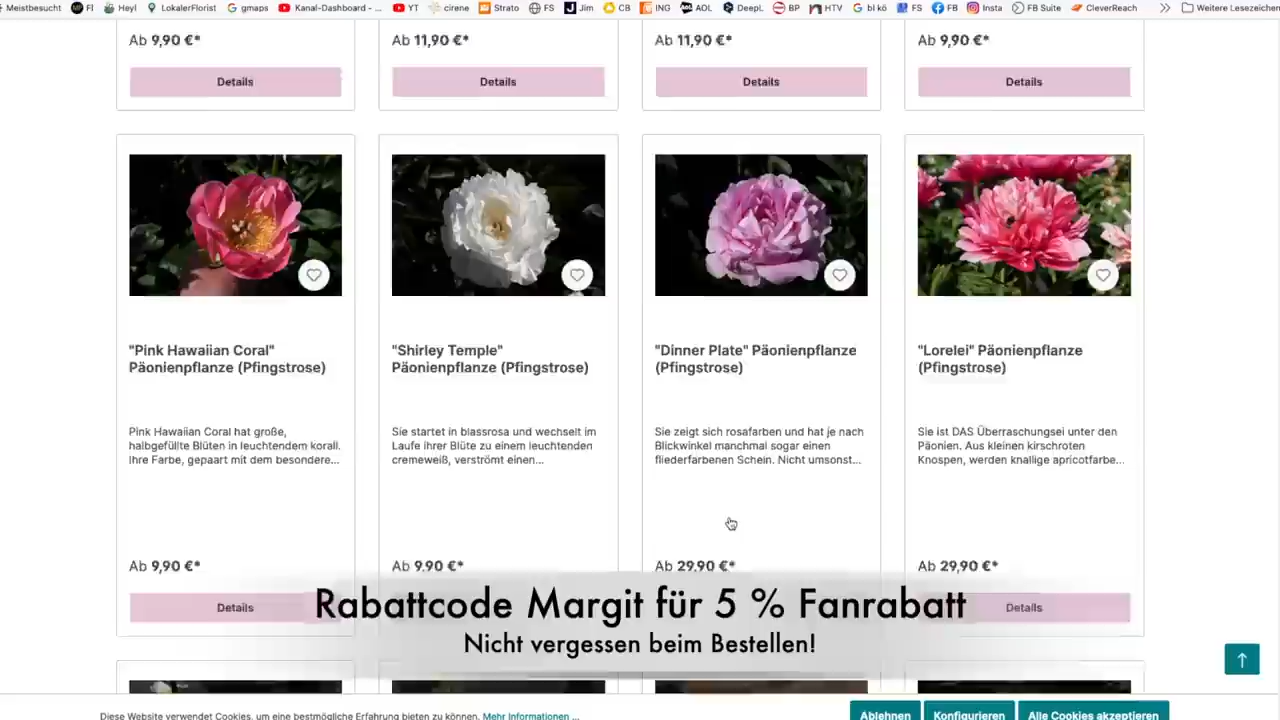 Meistbesucht FI Heyl LokalerFlorist gmaps Kanal-Dashboard - ... YT cirene Strato FS Jim CB ING AOL DeepL BP HTV bl kö FS FB Insta FB Suite CleverReach Weitere Lesezeichen
Ab 9,90 €* Ab 11,90 €* Ab 11,90 €* Ab 9,90 €*
Details Details Details Details
"Pink Hawaiian Coral"
Päonienpflanze (Pfingstrose)
Pink Hawaiian Coral hat große,
halbgefüllte Blüten in leuchtendem korall.
Ihre Farbe, gepaart mit dem besondere...
Ab 9,90 €*
Details
"Shirley Temple"
Päonienpflanze (Pfingstrose)
Sie startet in blassrosa und wechselt im
Laufe ihrer Blüte zu einem leuchtenden
cremeweiß, verströmt einen...
Ab 9,90 €*
"Dinner Plate" Päonienpflanze
(Pfingstrose)
Sie zeigt sich rosafarben und hat je nach
Blickwinkel manchmal sogar einen
fliederfarbenen Schein. Nicht umsonst...
Ab 29,90 €*
"Lorelei" Päonienpflanze
(Pfingstrose)
Sie ist DAS Überraschungsei unter den
Päonien. Aus kleinen kirschroten
Knospen, werden knallige apricotfarbe...
Ab 29,90 €*
Details
Rabattcode Margit für 5 % Fanrabatt
Nicht vergessen beim Bestellen!
Diese Website verwendet Cookies, um eine bestmögliche Erfahrung bieten zu können. Mehr Informationen ...
Ablehnen Konfigurieren Alle Cookies akzeptieren